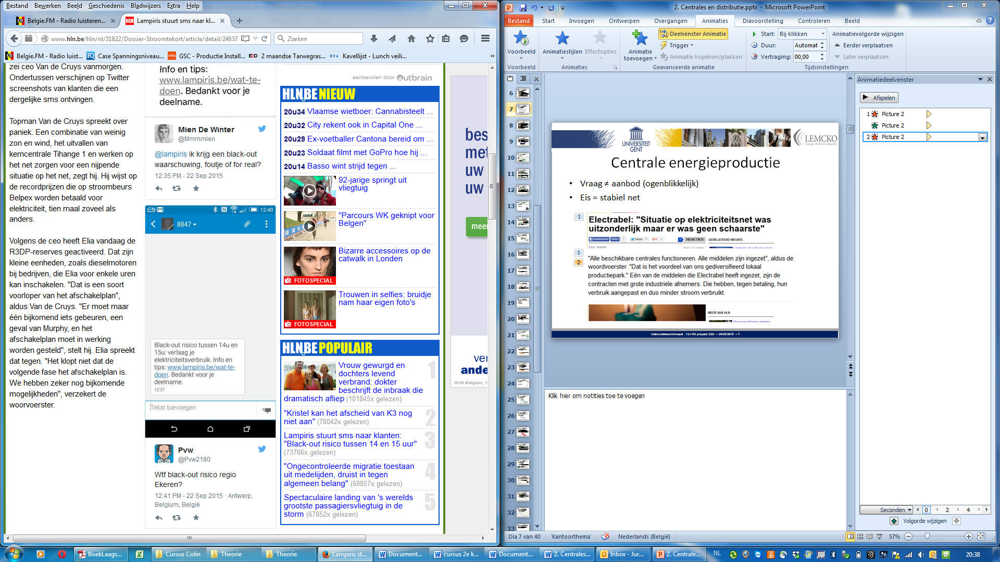 Bestand Bewerken Beeld Geschiedenis Bladwijzers Extra Help
Belgie.FM - Radio luisteren...
Lampiris stuurt sms naar kl...
www.hln.be/hln/nl/31822/Dossier-Stroomtekort/article/detail/24637
Zoeken
Belgie.FM - Radio luist...
Case Spanningsniveau...
GSC - Productie Install...
2 maandse Tarwegras...
Kavellijst - Lunch veili...
zei ceo Van de Cruys vanmorgen.
Ondertussen verschijnen op Twitter
screenshots van klanten die een
dergelijke sms ontvingen.
Topman Van de Cruys spreekt over
paniek. Een combinatie van weinig
zon en wind, het uitvallen van
kerncentrale Tihange 1 en werken op
het net zorgen voor een nijpende
situatie op het net, zegt hij. Hij wijst op
de recordprijzen die op stroombeurs
Belpex worden betaald voor
elektriciteit, tien maal zoveel als
anders.
Volgens de ceo heeft Elia vandaag de
R3DP-reserves geactiveerd. Dat zijn
kleine eenheden, zoals dieselmotoren
bij bedrijven, die Elia voor enkele uren
kan inschakelen. "Dat is een soort
voorloper van het afschakelplan",
aldus Van de Cruys. "Er moet maar
één bijkomend iets gebeuren, een
geval van Murphy, en het
afschakelplan moet in werking
worden gesteld", stelt hij. Elia spreekt
dat tegen. "Het klopt niet dat de
volgende fase het afschakelplan is.
We hebben zeker nog bijkomende
mogelijkheden", verzekert de
woorvoerster.
Info en tips:
www.lampiris.be/wat-te-
doen. Bedankt voor je
deelname.
Mien De Winter
@Mmmmien
@lampiris ik krijg een black-out
waarschuwing, foutje of for real?
12:35 PM - 22 Sep 2015
12:40
8847
Black-out risico tussen 14u en
15u: verlaag je
elektriciteitsverbruik. Info en
tips: www.lampiris.be/wat-te-
doen. Bedankt voor je
deelname.
12:37
Tekst toevoegen
Pvw
@Pvw2180
Wtf black-out risico regio
Ekeren?
12:41 PM - 22 Sep 2015 · Antwerp,
Belgium, België
aanbevolen door Outbrain
HLN.BE NIEUW
20u34 Vlaamse wietboer: Cannabisteelt ...
20u32 City rekent ook in Capital One ...
20u29 Ex-voetballer Cantona bereid om ...
20u23 Soldaat filmt met GoPro hoe hij ...
20u14 Basso wint strijd tegen ...
92-jarige springt uit
vliegtuig
"Parcours WK geknipt voor
Belgen"
Bizarre accessoires op de
catwalk in Londen
FOTOSPECIAL
Trouwen in selfies: bruidje
nam haar eigen foto's
FOTOSPECIAL
HLN.BE POPULAIR
Vrouw gewurgd en
dochters levend
verbrand: dokter
beschrijft de inbraak die
dramatisch afliep (101845x gelezen)
1
"Kristel kan het afscheid van K3 nog
niet aan" (78042x gelezen)
2
Lampiris stuurt sms naar klanten:
"Black-out risico tussen 14 en 15 uur"
(73766x gelezen)
3
"Ongecontroleerde migratie toestaan
uit medelijden, druist in tegen
algemeen belang" (68857x gelezen)
4
Spectaculaire landing van 's werelds
grootste passagiersvliegtuig in de
storm (67852x gelezen)
5
bes
met
uw
uw
meer
ver
ande
AXA Belgium, N
2. Centrales en distributie.pptx - Microsoft PowerPoint
Bestand Start Invoegen Ontwerpen Overgangen Animaties Diavoorstelling Controleren Beeld
Voorbeeld
Animatiestijlen
Effectopties
Animatie
toevoegen
Deelvenster Animatie
Trigger
Animatie kopiëren/plakken
Start: Bij klikken
Duur: Automat
Vertraging: 00,00
Animatievolgorde wijzigen
Eerder verplaatsen
Later verplaatsen
Voorbeeld Animaties Geavanceerde animatie Tijdsinstellingen
6
7
8
9
10
11
12
13
14
15
16
17
18
19
20
21
22
23
24
25
26
27
28
29
30
31
32
33
UNIVERSITEIT
GENT
LEMCKO
Energy & Power Quality
Centrale energieproductie
• Vraag ≠ aanbod (ogenblikkelijk)
• Eis = stabiel net
1
Electrabel: "Situatie op elektriciteitsnet was
uitzonderlijk maar er was geen schaarste"
Aanbevelen Delen 3 Tweet 6 G+1 0 3 REACTIES GERELATEERD NIEUWS
Door: redactie
1
2
"Alle beschikbare centrales functioneren. Alle middelen zijn ingezet", aldus de
woordvoerster. "Dat is het voordeel van ons gediversifieerd lokaal
productiepark." Eén van de middelen die Electrabel heeft ingezet, zijn de
contracten met grote industriële afnemers. Die hebben, tegen betaling, hun
verbruik aangepast en dus minder stroom verbruikt.
MEER VAN HLN
Gebruikerscommissie TETRA project D3O – 24/02/2015 – 7
Klik hier om notities toe te voegen
Animatiedeelvenster
Afspelen
1 Picture 2
Picture 2
2 Picture 2
Seconden 0 2 4
Volgorde wijzigen
Dia 7 van 40 'Kantoorthema' Nederlands (België) 57%
BoekLaags...
Cursus Colin
Theorie
Theorie
Lampiris st...
Document...
cursus 2e k...
Document...
2. Centrales...
Inbox - Jur...
2. Centrale...
NL
20:38